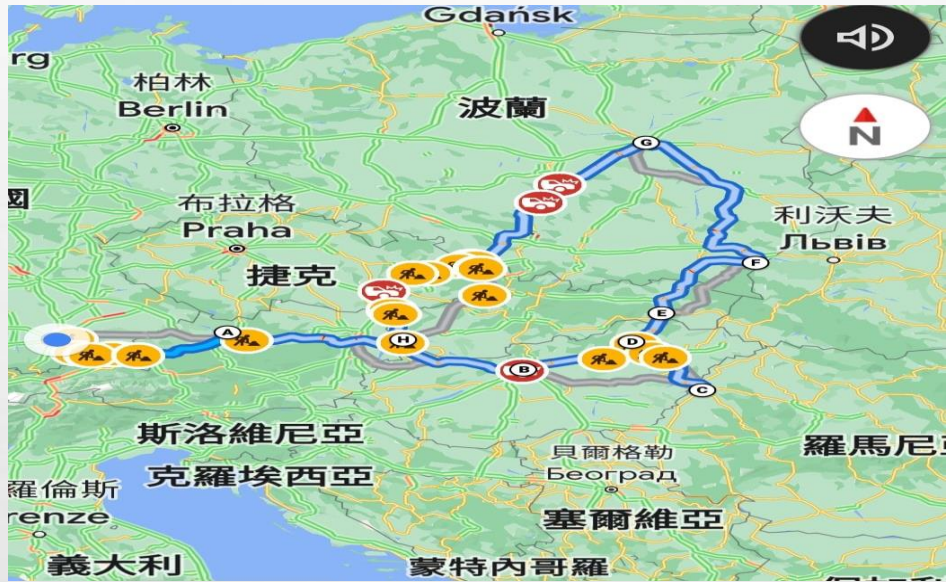 Gdańsk
rg
柏林
Berlin
波蘭
N
G
國
布拉格
Praha
利沃夫
Львів
捷克
F
E
A
H
D
B
C
斯洛維尼亞
羅馬尼亞
貝爾格勒
Београд
克羅埃西亞
羅倫斯
renze
塞爾維亞
義大利
蒙特內哥羅